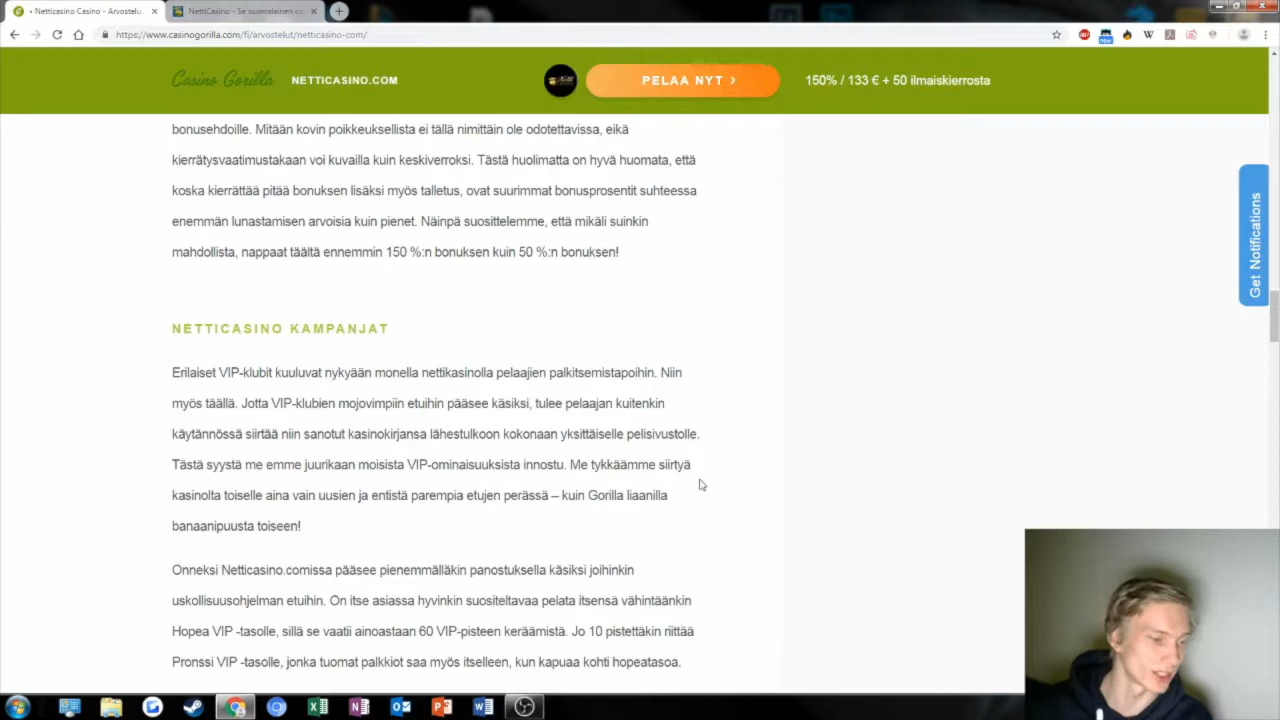 • Netticasino Casino - Arvostelu
NettiCasino - Se suomalainen co
https://www.casinogorilla.com/fi/arvostelut/netticasino-com/
new
Casino Gorilla
NETTICASINO.COM
PELAA NYT >
150% / 133 € + 50 ilmaiskierrosta
bonusehdoille. Mitään kovin poikkeuksellista ei tällä nimittäin ole odotettavissa, eikä
kierrätysvaatimustakaan voi kuvailla kuin keskiverroksi. Tästä huolimatta on hyvä huomata, että
koska kierrättää pitää bonuksen lisäksi myös talletus, ovat suurimmat bonusprosentit suhteessa
enemmän lunastamisen arvoisia kuin pienet. Näinpä suosittelemme, että mikäli suinkin
mahdollista, nappaat täältä ennemmin 150 %:n bonuksen kuin 50 %:n bonuksen!
Get Notifications
NETTICASINO KAMPANJAT
Erilaiset VIP-klubit kuuluvat nykyään monella nettikasinolla pelaajien palkitsemistapoihin. Niin
myös täällä. Jotta VIP-klubien mojovimpiin etuihin pääsee käsiksi, tulee pelaajan kuitenkin
käytännössä siirtää niin sanotut kasinokirjansa lähestulkoon kokonaan yksittäiselle pelisivustolle.
Tästä syystä me emme juurikaan moisista VIP-ominaisuuksista innostu. Me tykkäämme siirtyä
kasinolta toiselle aina vain uusien ja entistä parempia etujen perässä – kuin Gorilla liaanilla
banaanipuusta toiseen!
Onneksi Netticasino.comissa pääsee pienemmälläkin panostuksella käsiksi joihinkin
uskollisuusohjelman etuihin. On itse asiassa hyvinkin suositeltavaa pelata itsensä vähintäänkin
Hopea VIP -tasolle, sillä se vaatii ainoastaan 60 VIP-pisteen keräämistä. Jo 10 pistettäkin riittää
Pronssi VIP -tasolle, jonka tuomat palkkiot saa myös itselleen, kun kapuaa kohti hopeatasoa.